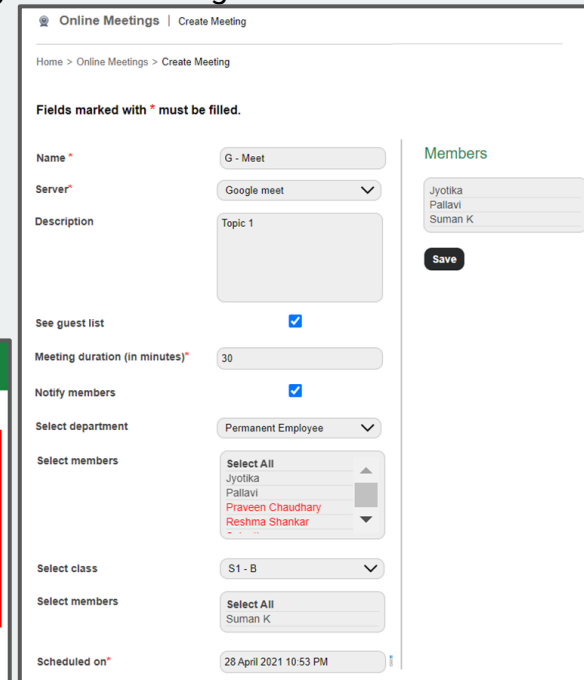 Online Meetings | Create Meeting
Home > Online Meetings > Create Meeting
Fields marked with * must be filled.
Name *
G - Meet
Server*
Google meet
Description
Topic 1
See guest list
Meeting duration (in minutes)*
30
Notify members
Select department
Permanent Employee
Select members
Select All
Jyotika
Pallavi
Praveen Chaudhary
Reshma Shankar
Select class
S1 - B
Select members
Select All
Suman K
Scheduled on*
28 April 2021 10:53 PM
Members
Jyotika
Pallavi
Suman K
Save